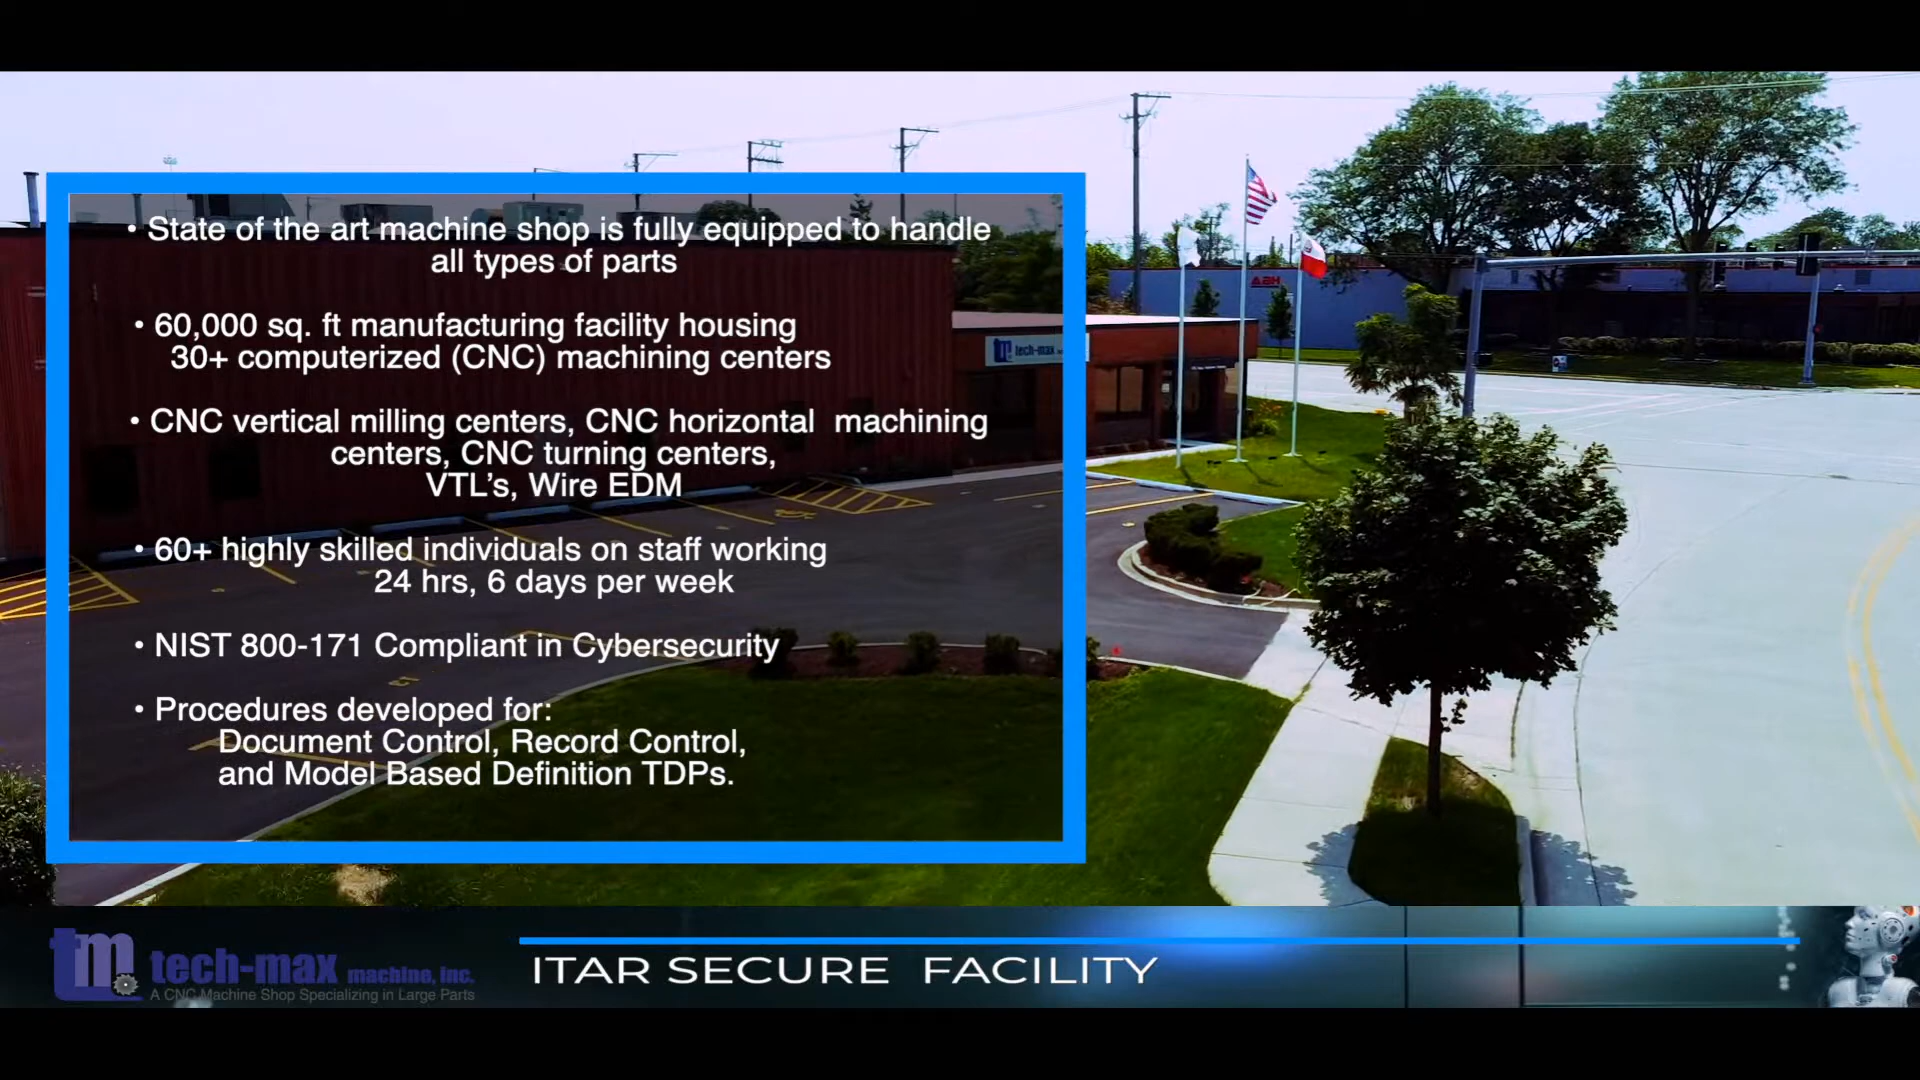 • State of the art machine shop is fully equipped to handle
all types of parts
• 60,000 sq. ft manufacturing facility housing
30+ computerized (CNC) machining centers
• CNC vertical milling centers, CNC horizontal  machining
centers, CNC turning centers,
VTL’s, Wire EDM
• 60+ highly skilled individuals on staff working
24 hrs, 6 days per week
• NIST 800-171 Compliant in Cybersecurity
• Procedures developed for:
Document Control, Record Control,
and Model Based Definition TDPs.
tech-max
ABH
tm
tech-max machine, inc.
A CNC Machine Shop Specializing in Large Parts
ITAR SECURE  FACILITY